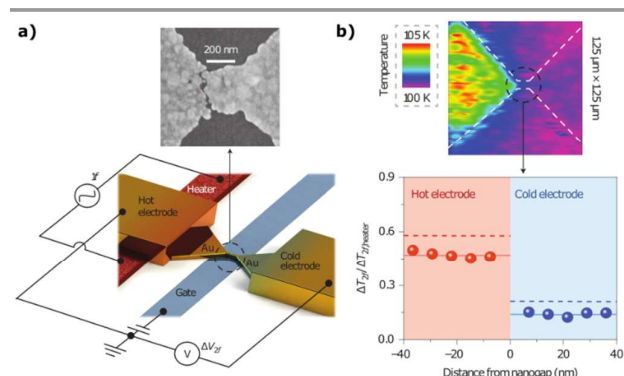 a)
200 nm
1f
Heater
Hot
electrode
Au
Au
Cold
electrode
Gate
V
ΔV2f
b)
Temperature
105 K
100 K
125 μm × 125 μm
ΔT2f/ ΔT2f,heater
0.9
0.6
0.3
0.0
Hot electrode
Cold electrode
-40
-20
0
20
40
Distance from nanogap (nm)